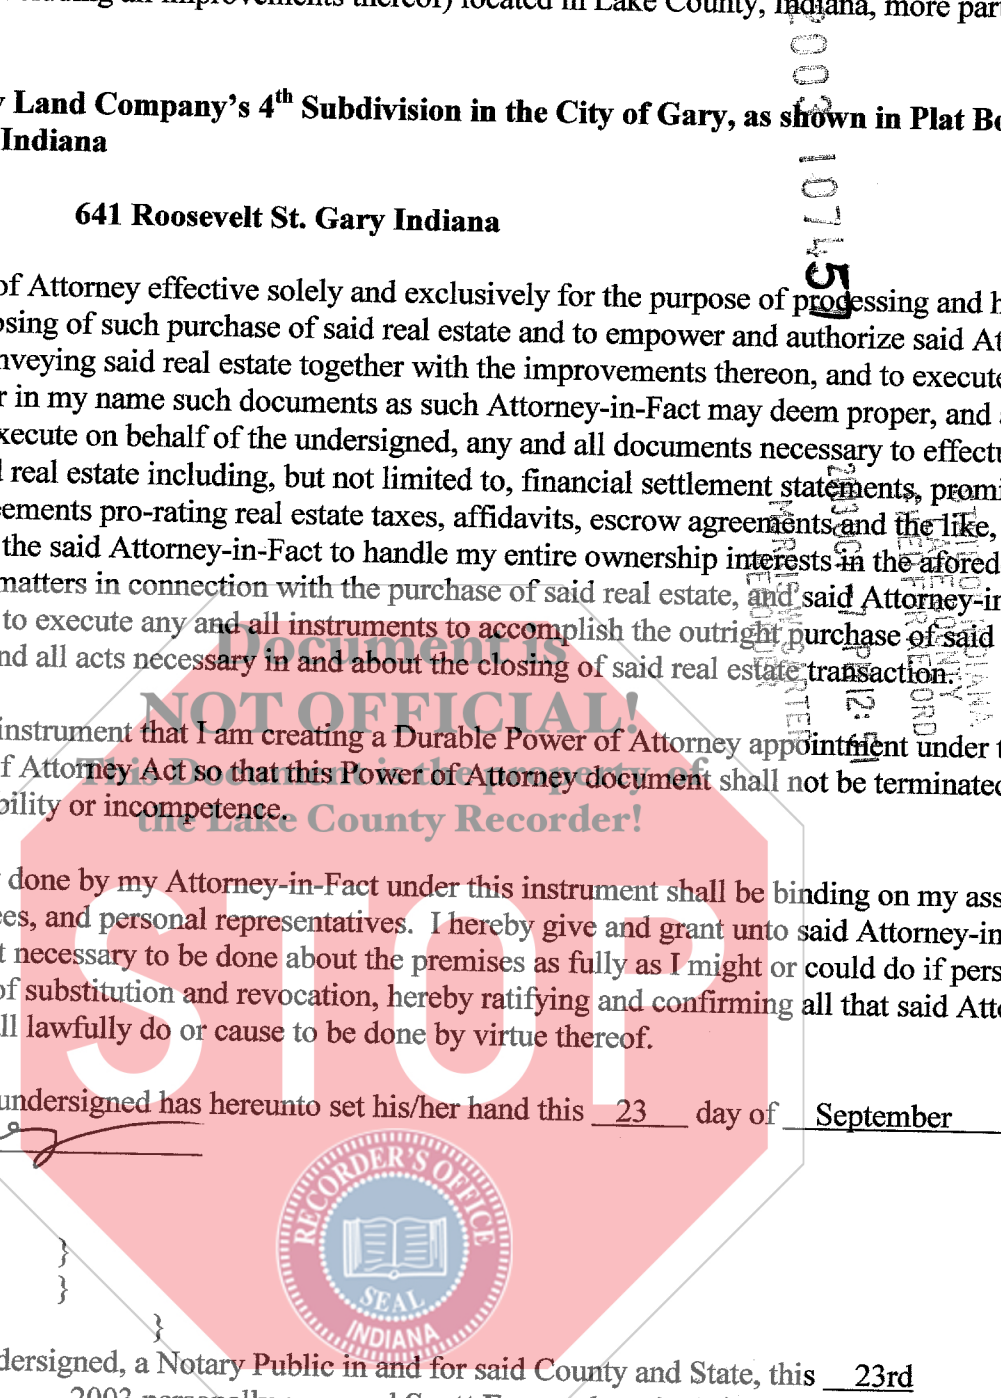 located in Lake County, Indiana, more par
2003 107745
Land Company's 4th Subdivision in the City of Gary, as shown in Plat Bo
Indiana
641 Roosevelt St. Gary Indiana
of Attorney effective solely and exclusively for the purpose of processing and h
osing of such purchase of said real estate and to empower and authorize said At
nveying said real estate together with the improvements thereon, and to execute
r in my name such documents as such Attorney-in-Fact may deem proper, and
xecute on behalf of the undersigned, any and all documents necessary to effectu
real estate including, but not limited to, financial settlement statements, promi
eements pro-rating real estate taxes, affidavits, escrow agreements and the like,
the said Attorney-in-Fact to handle my entire ownership interests in the afored
matters in connection with the purchase of said real estate, and said Attorney-in
to execute any and all instruments to accomplish the outright purchase of said
nd all acts necessary in and about the closing of said real estate transaction.
Document is
NOT OFFICIAL!
This Document is the property of
the Lake County Recorder!
instrument that I am creating a Durable Power of Attorney appointment under t
f Attorney Act so that this Power of Attorney document shall not be terminated
bility or incompetence.
done by my Attorney-in-Fact under this instrument shall be binding on my ass
es, and personal representatives. I hereby give and grant unto said Attorney-in
t necessary to be done about the premises as fully as I might or could do if pers
of substitution and revocation, hereby ratifying and confirming all that said Atto
ll lawfully do or cause to be done by virtue thereof.
STOP
undersigned has hereunto set his/her hand this 23 day of September
RECORDER'S OFFICE
SEAL
INDIANA
}
}
}
dersigned, a Notary Public in and for said County and State, this 23rd